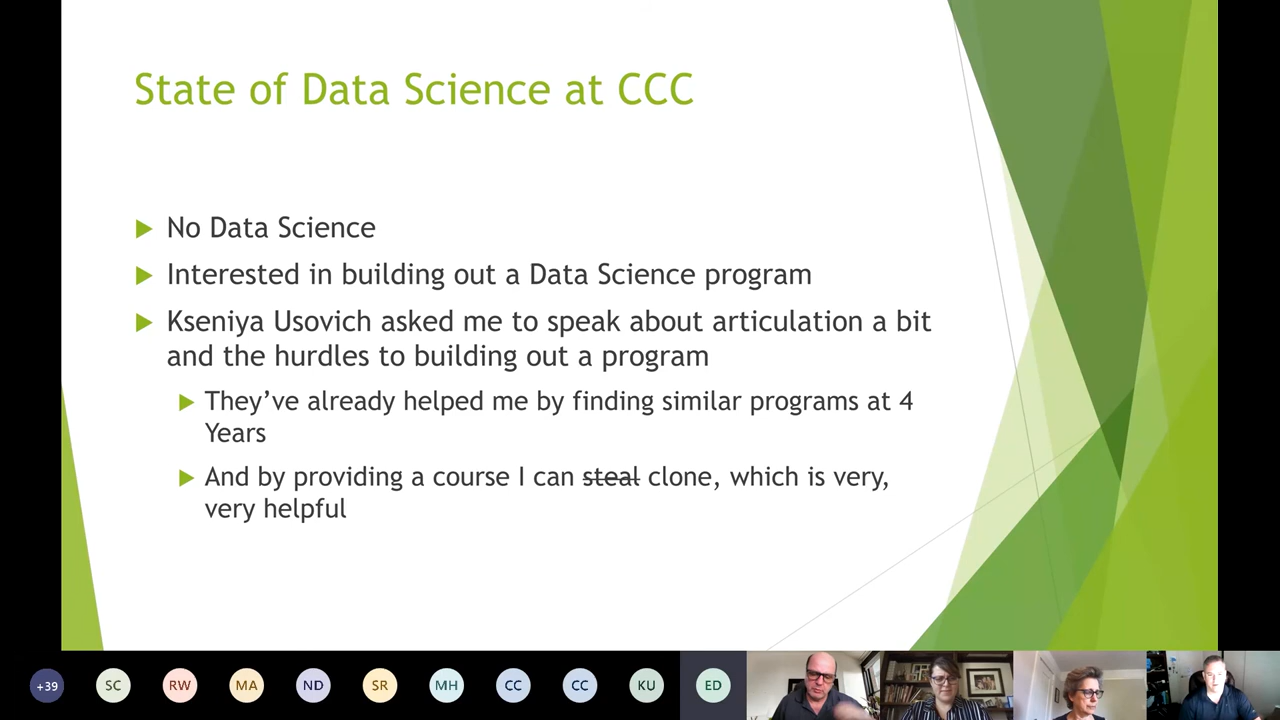 State of Data Science at CCC
No Data Science
Interested in building out a Data Science program
Kseniya Usovich asked me to speak about articulation a bit
and the hurdles to building out a program
They’ve already helped me by finding similar programs at 4
Years
And by providing a course I can steal clone, which is very,
very helpful
+39 SC RW MA ND SR MH CC CC KU ED